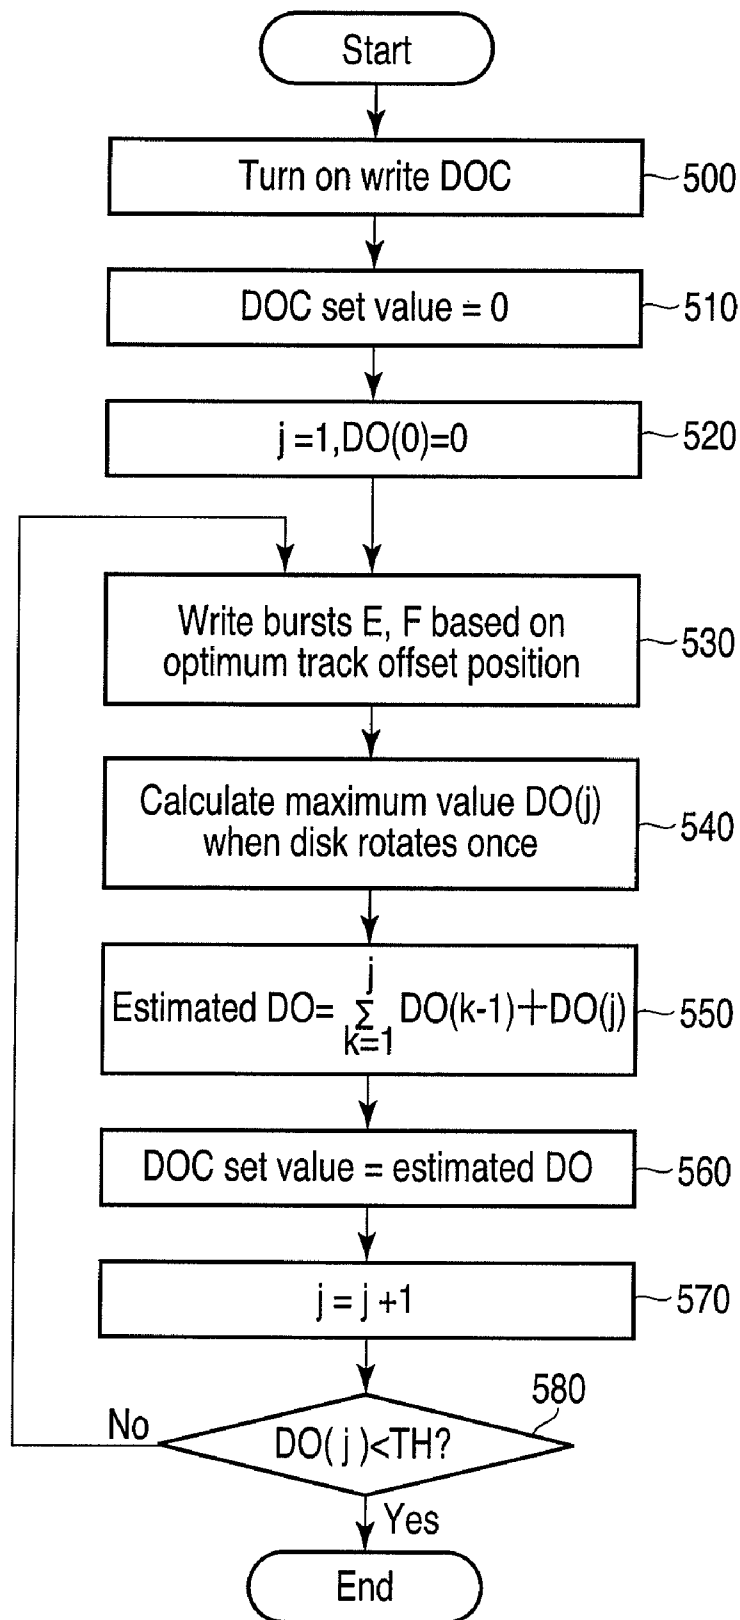 Start
Turn on write DOC
500
DOC set value = 0
510
j =1,DO(0)=0
520
Write bursts E, F based on
optimum track offset position
530
Calculate maximum value DO(j)
when disk rotates once
540
j
Estimated DO= Σ DO(k-1)+DO(j)
k=1
550
DOC set value = estimated DO
560
j = j +1
570
580
No
DO( j )<TH?
Yes
End